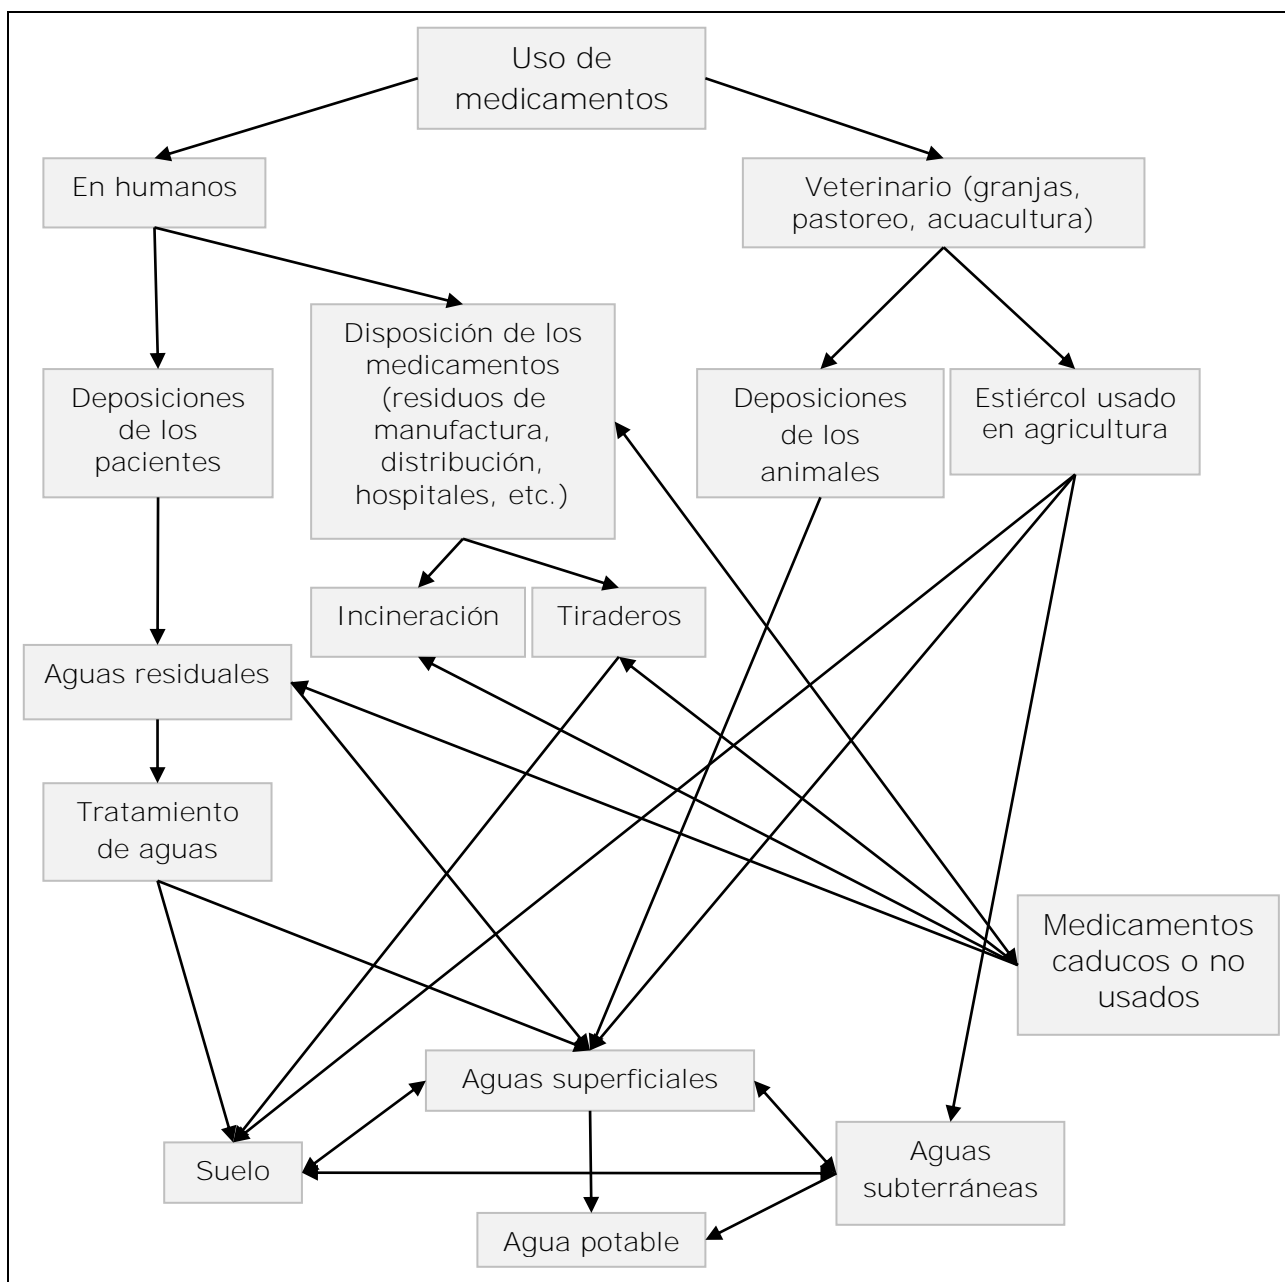 Uso de
medicamentos
En humanos
Veterinario (granjas,
pastoreo, acuacultura)
Disposición de los
medicamentos
(residuos de
manufactura,
distribución,
hospitales, etc.)
Deposiciones
de los
pacientes
Deposiciones
de los
animales
Estiércol usado
en agricultura
Incineración
Tiraderos
Aguas residuales
Tratamiento
de aguas
Medicamentos
caducos o no
usados
Aguas superficiales
Suelo
Aguas
subterráneas
Agua potable